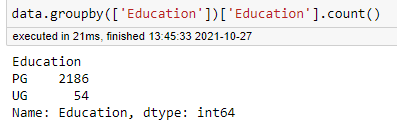 data.groupby(['Education'])['Education'].count()
executed in 21ms, finished 13:45:33 2021-10-27
Education
PG    2186
UG      54
Name: Education, dtype: int64